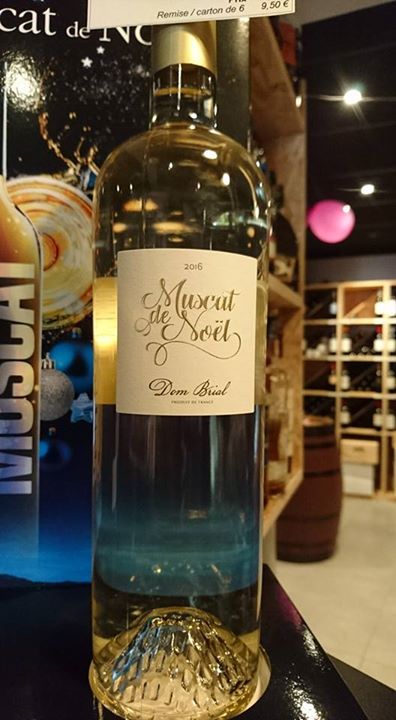 Remise / carton de 6 9,50 €
cat de No
MUSCAT
2016
Muscat
de Noël
Dom Brial
PRODUIT DE FRANCE